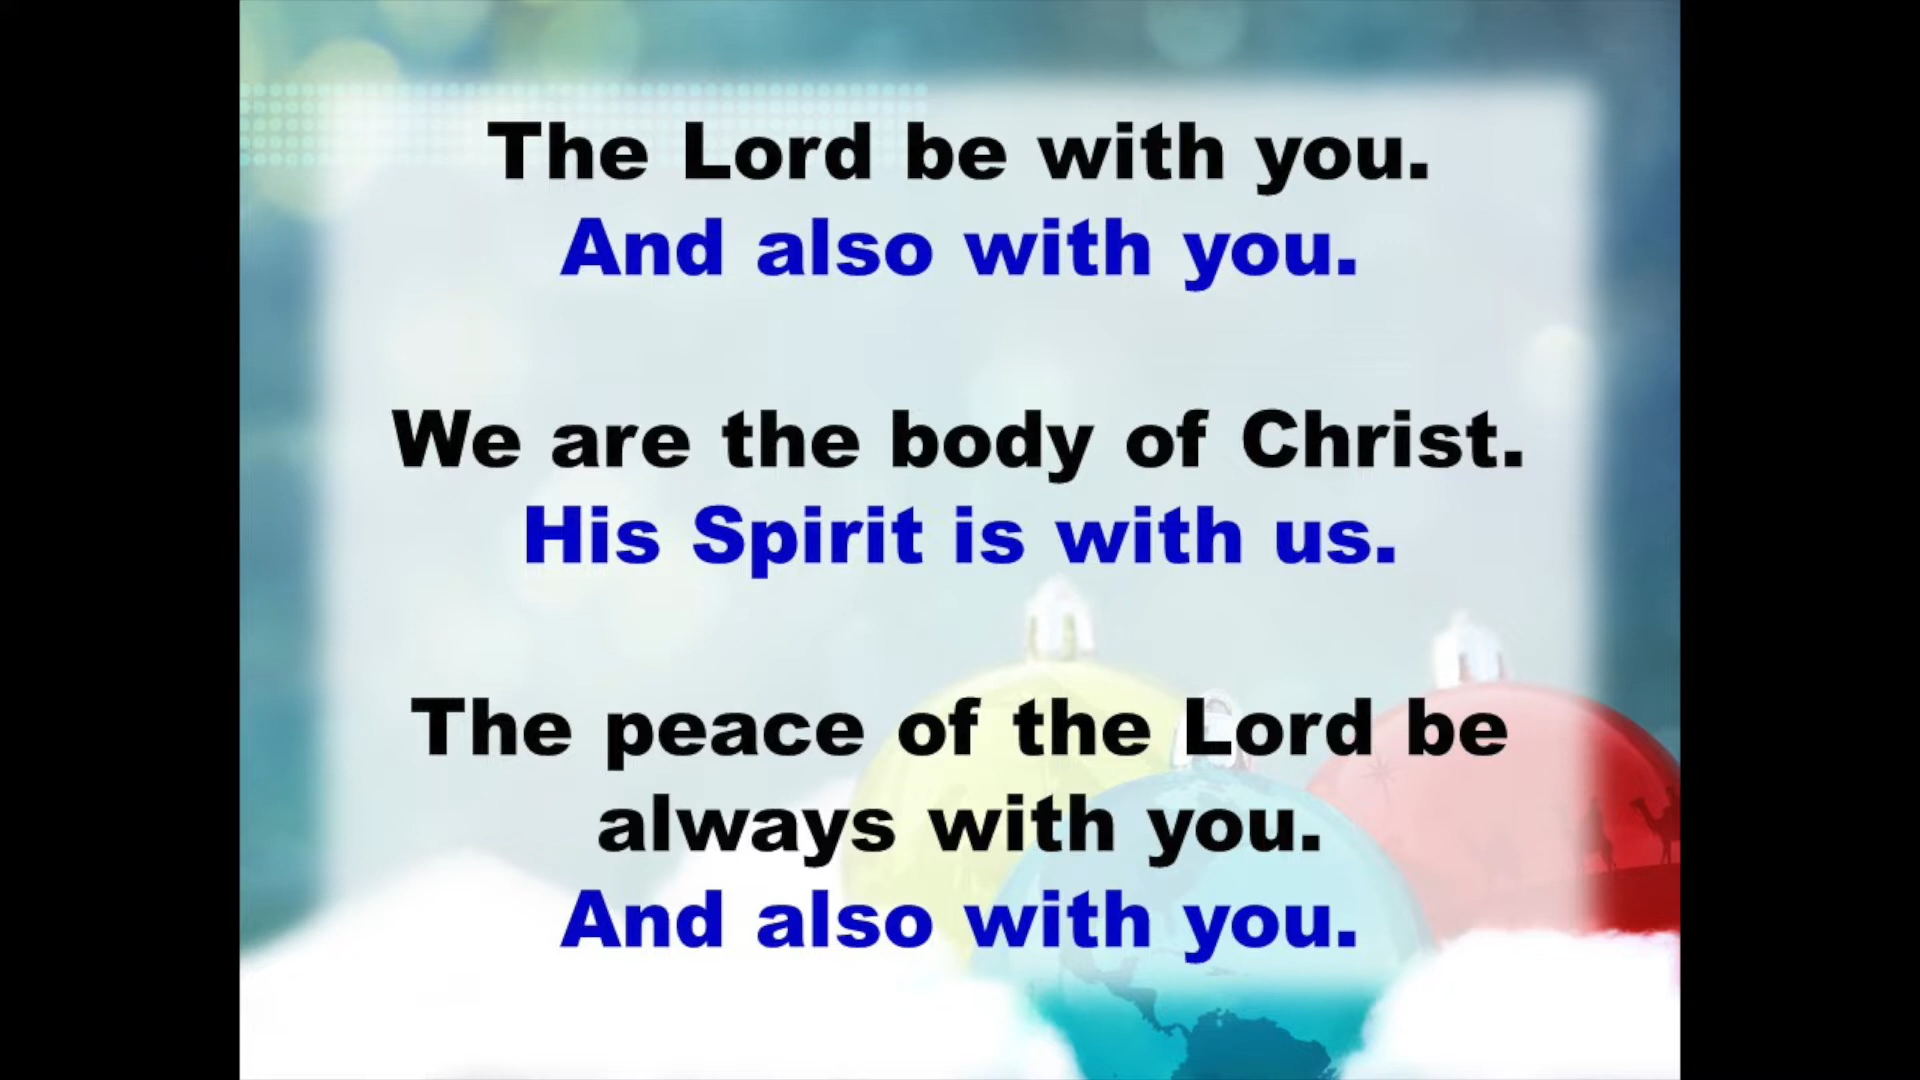 The Lord be with you.
And also with you.
We are the body of Christ.
His Spirit is with us.
The peace of the Lord be
always with you.
And also with you.